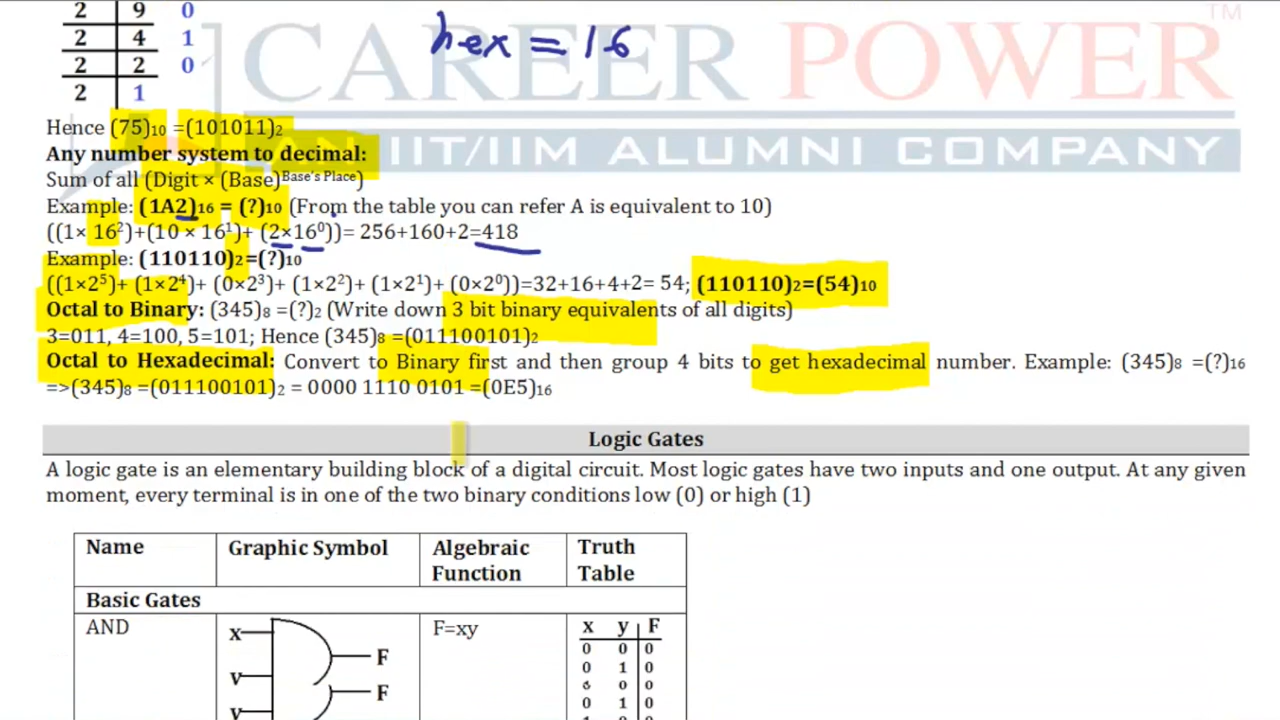 2 9 0
2 4 1
2 2 0
2 1
hex = 16
CAREER POWER TM
AN IIT/IIM ALUMNI COMPANY
Hence (75)10 =(101011)2
Any number system to decimal:
Sum of all (Digit × (Base)Base's Place)
Example: (1A2)16 = (?)10 (From the table you can refer A is equivalent to 10)
((1× 16²)+(10 × 16¹)+ (2×16⁰))= 256+160+2=418
Example: (110110)2=(?)10
((1×2⁵)+ (1×2⁴)+ (0×2³)+ (1×2²)+ (1×2¹)+ (0×2⁰))=32+16+4+2= 54; (110110)2=(54)10
Octal to Binary: (345)8 =(?)2 (Write down 3 bit binary equivalents of all digits)
3=011, 4=100, 5=101; Hence (345)8 =(011100101)2
Octal to Hexadecimal: Convert to Binary first and then group 4 bits to get hexadecimal number. Example: (345)8 =(?)16
=>(345)8 =(011100101)2 = 0000 1110 0101 =(0E5)16
Logic Gates
A logic gate is an elementary building block of a digital circuit. Most logic gates have two inputs and one output. At any given
moment, every terminal is in one of the two binary conditions low (0) or high (1)
Name Graphic Symbol Algebraic Function Truth Table
Basic Gates
AND
X
F
F
F=xy
x y F
0 0 0
0 1 0
0 0
0 1 0